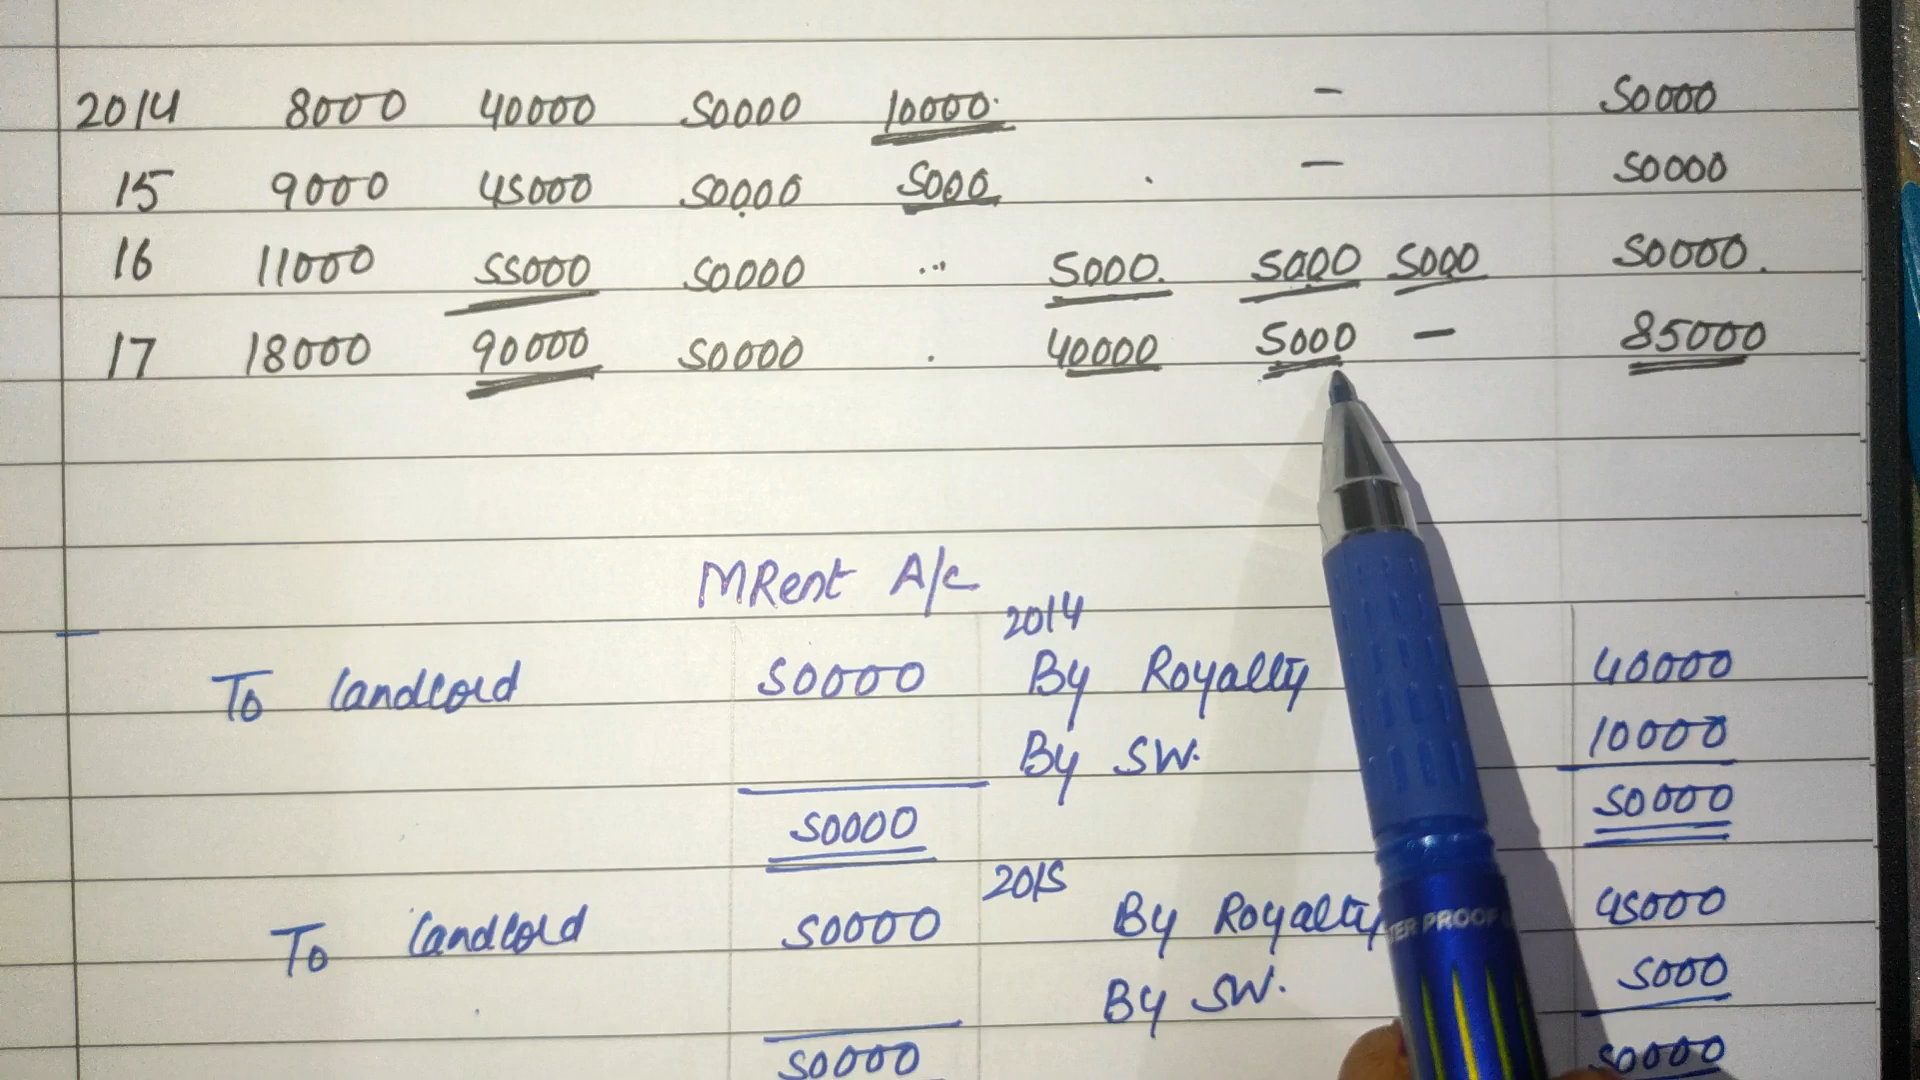 2014 8000 40000 50000 10000. - 50000
15 9000 45000 50000 5000 . - 50000
16 11000 55000 50000 ... 5000. 5000 5000 50000.
17 18000 90000 50000 . 40000 5000 - 85000
MRent A/c
2014
To landlord 50000 By Royalty 40000
By SW. 10000
50000 50000
2015
To landlord 50000 By Royalty 45000
By SW. 5000
50000 50000
TER PROOF